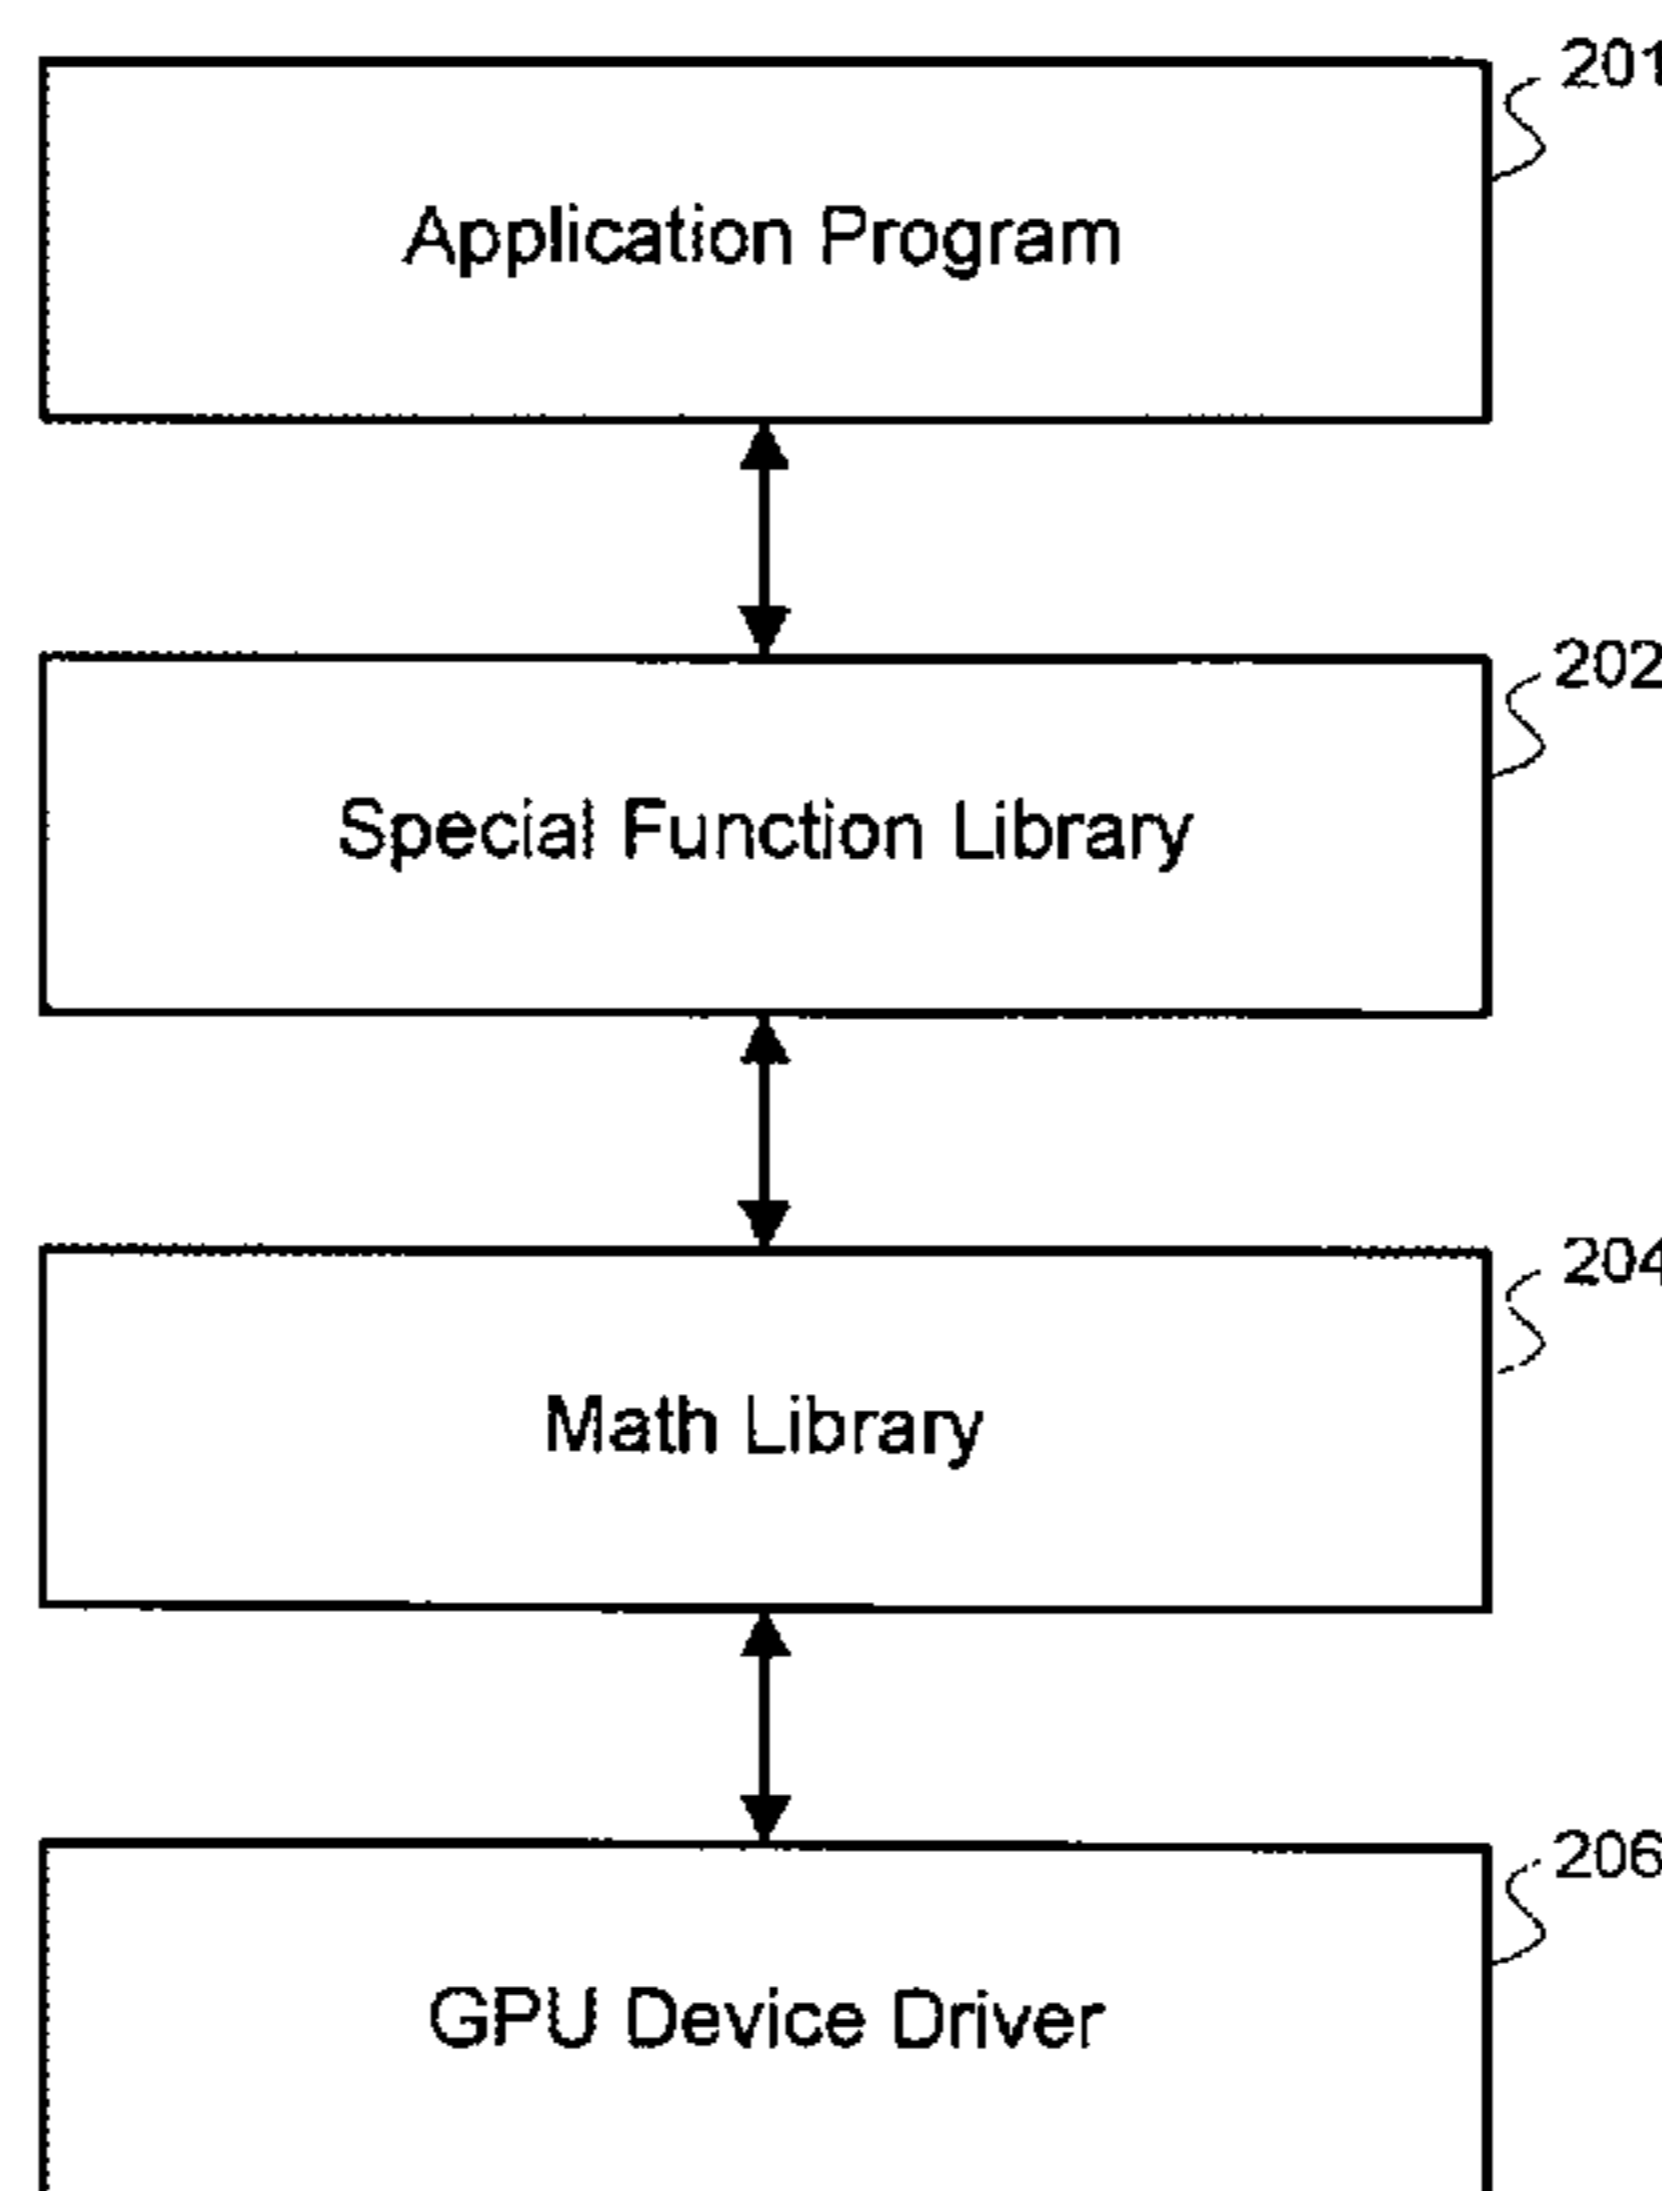 201
Application Program
202
Special Function Library
204
Math Library
206
GPU Device Driver